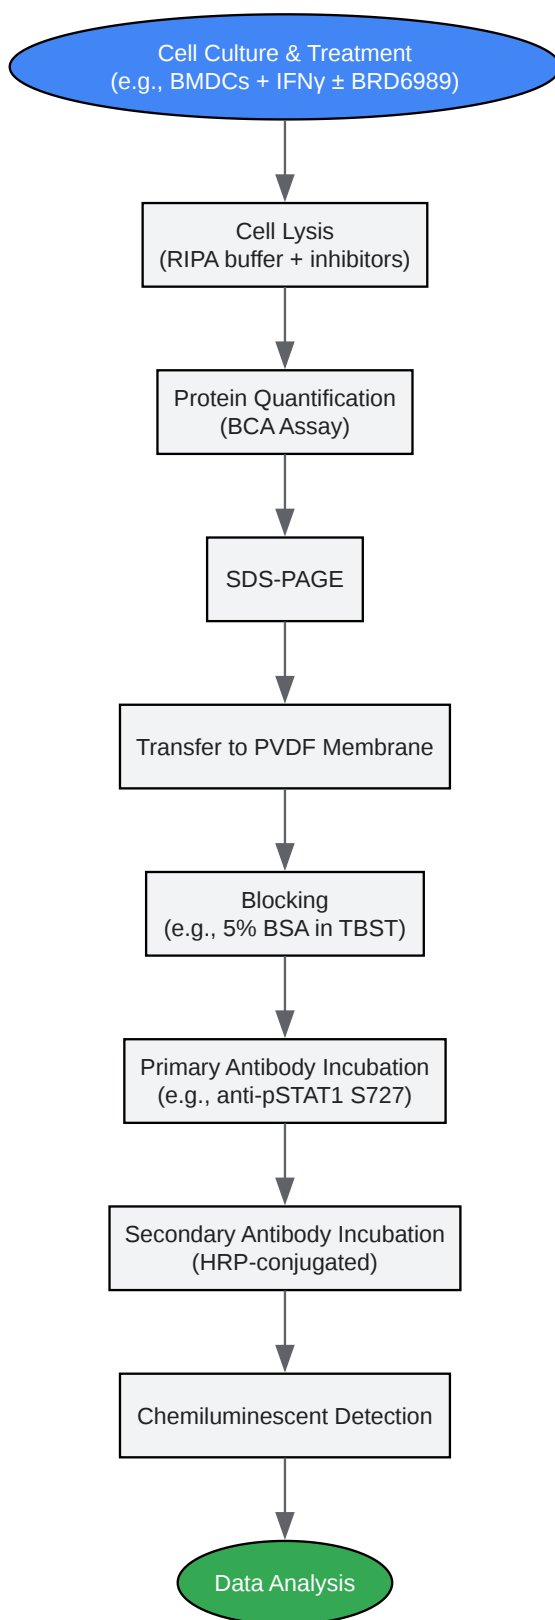 Cell Culture & Treatment
(e.g., BMDCs + IFNγ ± BRD6989)
Cell Lysis
(RIPA buffer + inhibitors)
Protein Quantification
(BCA Assay)
SDS-PAGE
Transfer to PVDF Membrane
Blocking
(e.g., 5% BSA in TBST)
Primary Antibody Incubation
(e.g., anti-pSTAT1 S727)
Secondary Antibody Incubation
(HRP-conjugated)
Chemiluminescent Detection
Data Analysis